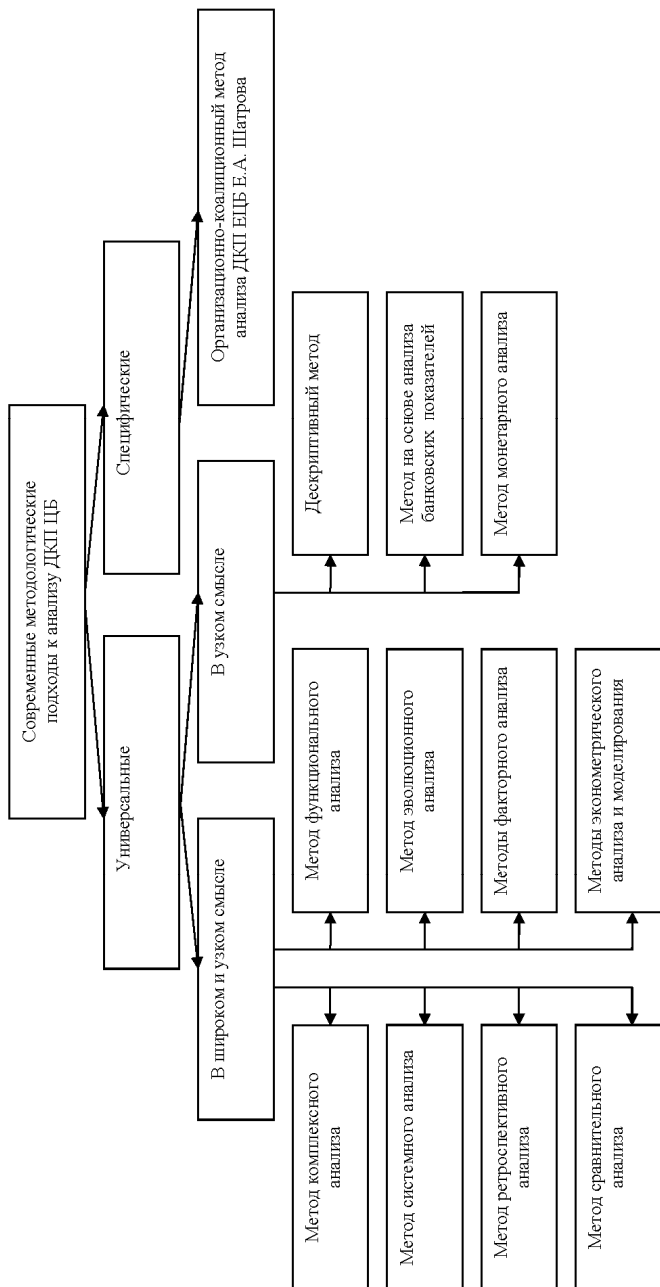 Современные методологические
подходы к анализу ДКП ЦБ
Универсальные
Специфические
В широком и узком смысле
В узком смысле
Организационно-коалиционный метод
анализа ДКП ЕЦБ Е.А. Шатрова
Метод комплексного
анализа
Метод функционального
анализа
Дескриптивный метод
Метод системного анализа
Метод эволюционного
анализа
Метод на основе анализа
банковских показателей
Метод ретроспективного
анализа
Методы факторного анализа
Метод монетарного анализа
Метод сравнительного
анализа
Методы эконометрического
анализа и моделирования